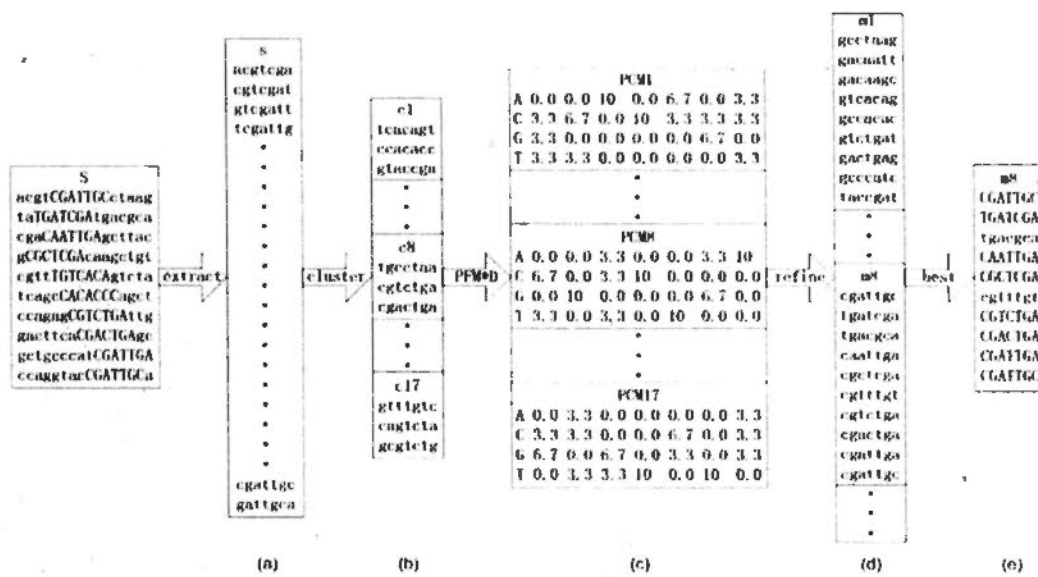 S
acgtCGATTGCctaag
taTGATCGAtgacgca
cgaCAATTGAgcttac
gCGCTCGAcaagctgt
cgttTGTCACAgtcta
tcagcCACACCCagct
ccagagCGTCTGAttg
gacttcaCGACTGAgc
gctgcccatCGATTGA
ccaggtacCGATTGCa
extract
s
acgtcga
cgtcgat
gtcgatt
tcgattg
cgattgc
gattgca
(a)
cluster
c1
tcacagt
ccacacc
gtaccga
c8
tgcctaa
cgtctga
cgactga
c17
gtttgtc
cagtcta
gcgtctg
(b)
PFM*D
PCM1
A 0.0 0.0 10 0.0 6.7 0.0 3.3
C 3.3 6.7 0.0 10 3.3 3.3 3.3
G 3.3 0.0 0.0 0.0 0.0 6.7 0.0
T 3.3 3.3 0.0 0.0 0.0 0.0 3.3
PCM8
A 0.0 0.0 3.3 0.0 0.0 3.3 10
C 6.7 0.0 3.3 10 0.0 0.0 0.0
G 0.0 10 0.0 0.0 0.0 6.7 0.0
T 3.3 0.0 3.3 0.0 10 0.0 0.0
PCM17
A 0.0 3.3 0.0 0.0 0.0 0.0 3.3
C 3.3 3.3 0.0 0.0 6.7 0.0 3.3
G 6.7 0.0 6.7 0.0 3.3 0.0 3.3
T 0.0 3.3 3.3 10 0.0 10 0.0
(c)
refine
m1
gcctaag
gacaatt
gacaagc
gtcacag
gccacac
gtctgat
gactgag
gcccatc
taccgat
m8
cgattgc
tgatcga
tgacgca
caattga
cgctcga
cgtttgt
cgtctga
cgactga
cgattga
cgattgc
(d)
best
m8
CGATTGC
TGATCGA
tgacgca
CAATTGA
CGCTCGA
cgtttgt
CGTCTGA
CGACTGA
CGATTGA
CGATTGC
(e)